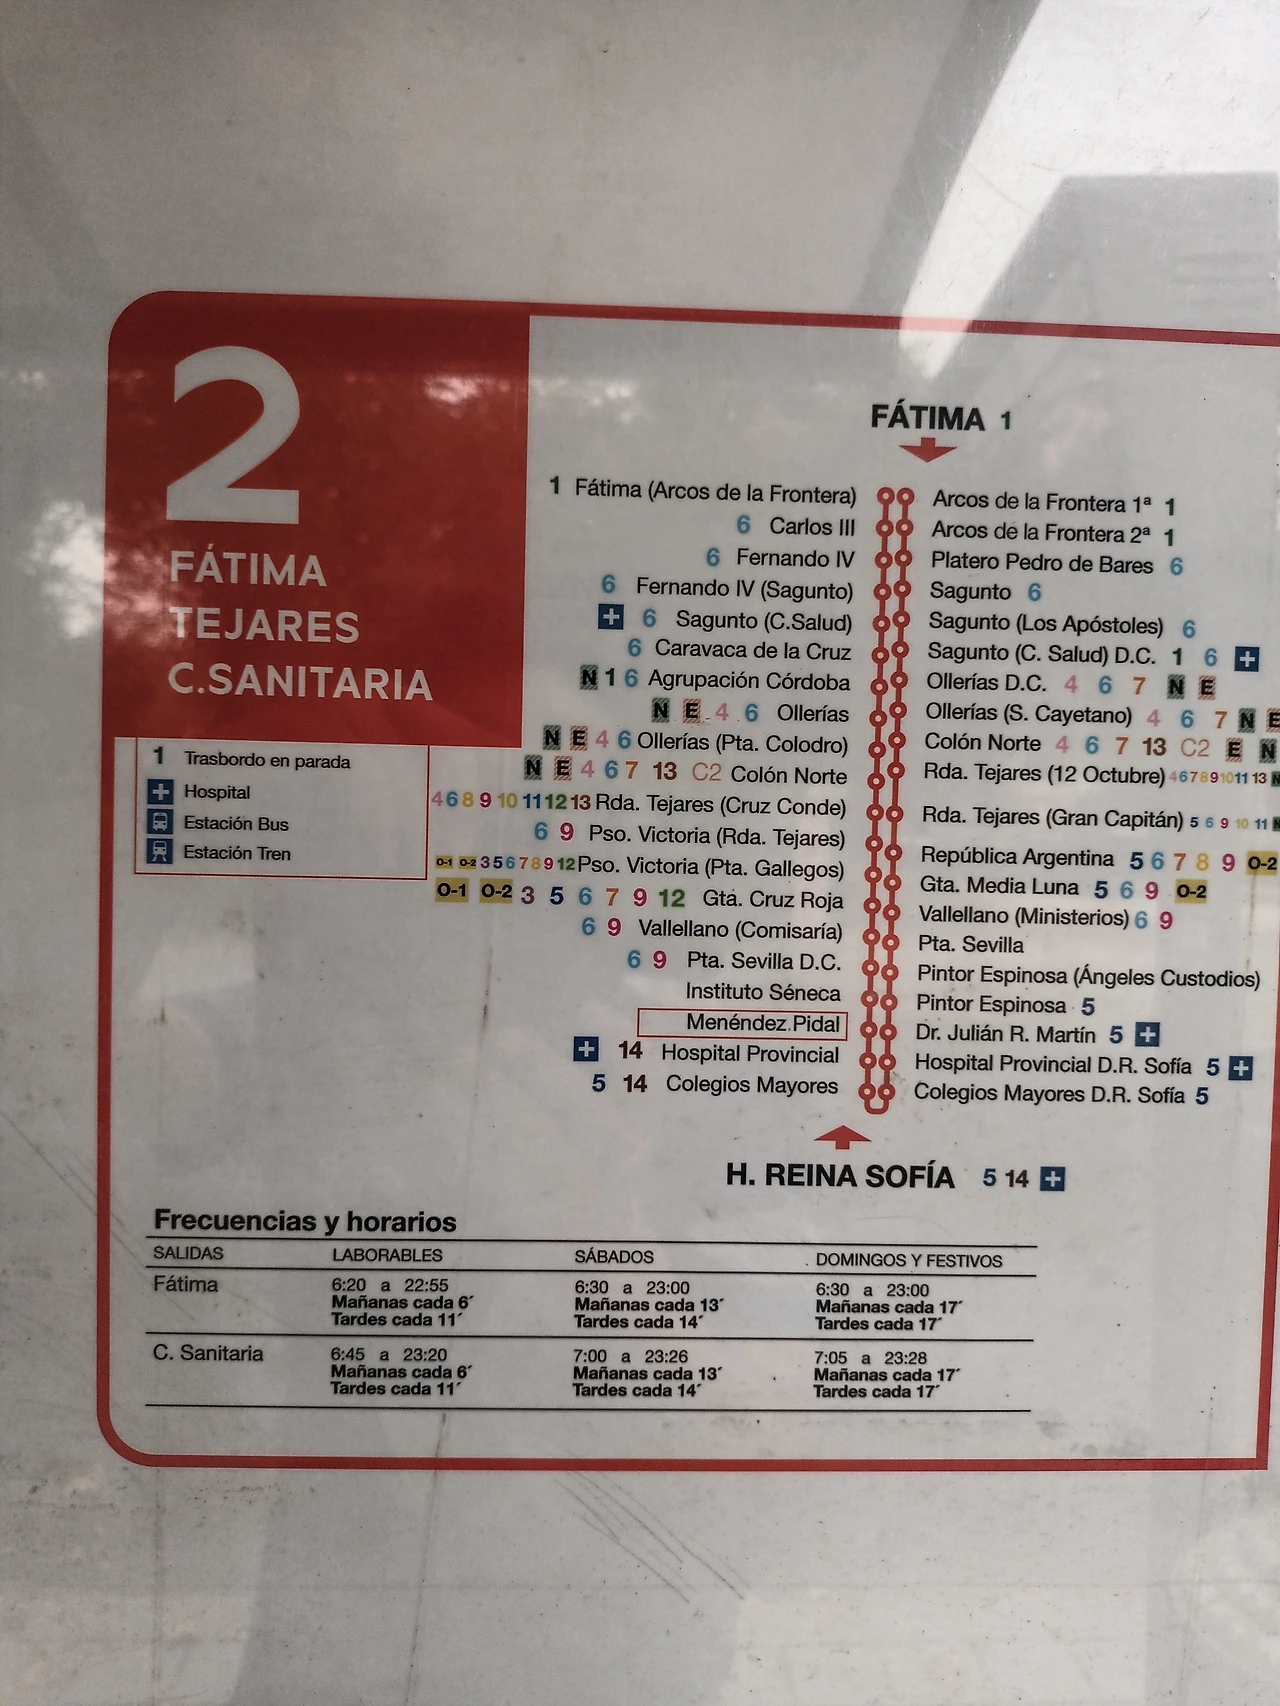 2
FÁTIMA
TEJARES
C.SANITARIA
1 Trasbordo en parada
Hospital
Estación Bus
Estación Tren
FÁTIMA 1
1 Fátima (Arcos de la Frontera)
6 Carlos III
6 Fernando IV
6 Fernando IV (Sagunto)
6 Sagunto (C.Salud)
6 Caravaca de la Cruz
N 1 6 Agrupación Córdoba
N E 4 6 Ollerías
N E 4 6 Ollerías (Pta. Colodro)
N E 4 6 7 13 C2 Colón Norte
4 6 8 9 10 11 12 13 Rda. Tejares (Cruz Conde)
6 9 Pso. Victoria (Rda. Tejares)
O-1 O-2 3 5 6 7 8 9 12 Pso. Victoria (Pta. Gallegos)
O-1 O-2 3 5 6 7 9 12 Gta. Cruz Roja
6 9 Vallellano (Comisaría)
6 9 Pta. Sevilla D.C.
Instituto Séneca
Menéndez Pidal
14 Hospital Provincial
5 14 Colegios Mayores
Arcos de la Frontera 1ª 1
Arcos de la Frontera 2ª 1
Platero Pedro de Bares 6
Sagunto 6
Sagunto (Los Apóstoles) 6
Sagunto (C. Salud) D.C. 1 6
Ollerías D.C. 4 6 7 N E
Ollerías (S. Cayetano) 4 6 7 N E
Colón Norte 4 6 7 13 C2 E N
Rda. Tejares (12 Octubre) 4 6 7 8 9 10 11 13 N
Rda. Tejares (Gran Capitán) 5 6 9 10 11 N
República Argentina 5 6 7 8 9 O-2
Gta. Media Luna 5 6 9 O-2
Vallellano (Ministerios) 6 9
Pta. Sevilla
Pintor Espinosa (Ángeles Custodios)
Pintor Espinosa 5
Dr. Julián R. Martín 5
Hospital Provincial D.R. Sofía 5
Colegios Mayores D.R. Sofía 5
H. REINA SOFÍA 5 14
Frecuencias y horarios
SALIDAS LABORABLES SÁBADOS DOMINGOS Y FESTIVOS
Fátima 6:20 a 22:55 6:30 a 23:00 6:30 a 23:00
Mañanas cada 6´ Mañanas cada 13´ Mañanas cada 17´
Tardes cada 11´ Tardes cada 14´ Tardes cada 17´
C. Sanitaria 6:45 a 23:20 7:00 a 23:26 7:05 a 23:28
Mañanas cada 6´ Mañanas cada 13´ Mañanas cada 17´
Tardes cada 11´ Tardes cada 14´ Tardes cada 17´